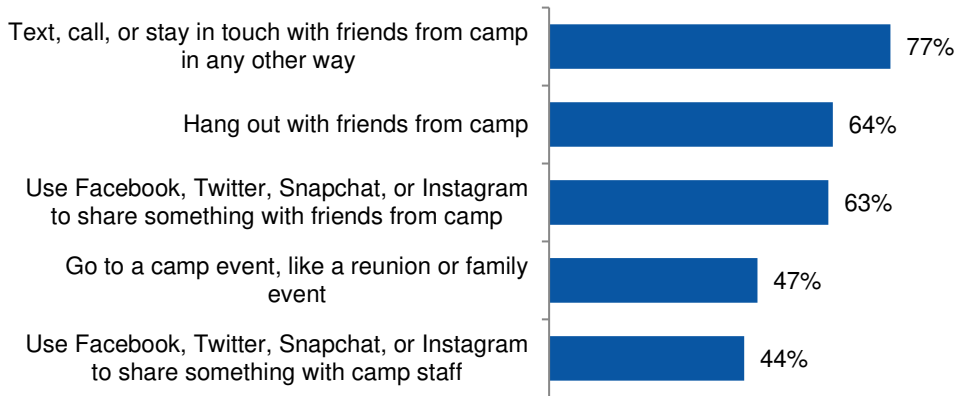 Text, call, or stay in touch with friends from camp
in any other way
77%
Hang out with friends from camp
64%
Use Facebook, Twitter, Snapchat, or Instagram
to share something with friends from camp
63%
Go to a camp event, like a reunion or family
event
47%
Use Facebook, Twitter, Snapchat, or Instagram
to share something with camp staff
44%